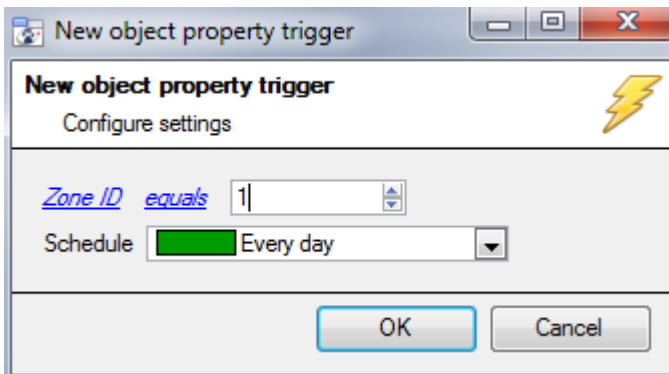 New object property trigger
New object property trigger
Configure settings
Zone ID equals 1
Schedule Every day
OK Cancel